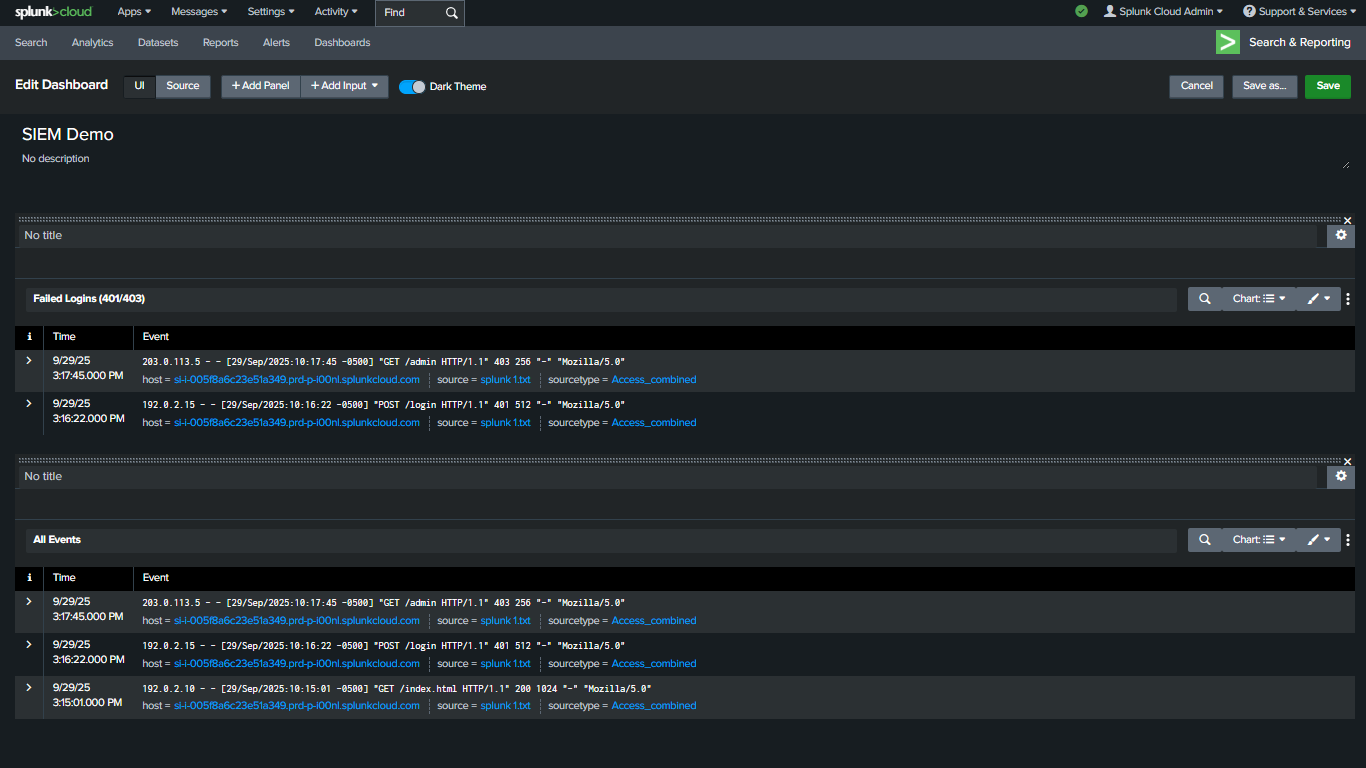 splunk>cloud Apps Messages Settings Activity Find Splunk Cloud Admin Support & Services
Search Analytics Datasets Reports Alerts Dashboards Search & Reporting
Edit Dashboard UI Source + Add Panel + Add Input Dark Theme Cancel Save as... Save
SIEM Demo
No description
No title
Failed Logins (401/403) Chart:
i Time Event
9/29/25 203.0.113.5 - - [29/Sep/2025:10:17:45 -0500] "GET /admin HTTP/1.1" 403 256 "-" "Mozilla/5.0"
3:17:45.000 PM host = si-i-005f8a6c23e51a349.prd-p-i00nl.splunkcloud.com source = splunk 1.txt sourcetype = Access_combined
9/29/25 192.0.2.15 - - [29/Sep/2025:10:16:22 -0500] "POST /login HTTP/1.1" 401 512 "-" "Mozilla/5.0"
3:16:22.000 PM host = si-i-005f8a6c23e51a349.prd-p-i00nl.splunkcloud.com source = splunk 1.txt sourcetype = Access_combined
No title
All Events Chart:
i Time Event
9/29/25 203.0.113.5 - - [29/Sep/2025:10:17:45 -0500] "GET /admin HTTP/1.1" 403 256 "-" "Mozilla/5.0"
3:17:45.000 PM host = si-i-005f8a6c23e51a349.prd-p-i00nl.splunkcloud.com source = splunk 1.txt sourcetype = Access_combined
9/29/25 192.0.2.15 - - [29/Sep/2025:10:16:22 -0500] "POST /login HTTP/1.1" 401 512 "-" "Mozilla/5.0"
3:16:22.000 PM host = si-i-005f8a6c23e51a349.prd-p-i00nl.splunkcloud.com source = splunk 1.txt sourcetype = Access_combined
9/29/25 192.0.2.10 - - [29/Sep/2025:10:15:01 -0500] "GET /index.html HTTP/1.1" 200 1024 "-" "Mozilla/5.0"
3:15:01.000 PM host = si-i-005f8a6c23e51a349.prd-p-i00nl.splunkcloud.com source = splunk 1.txt sourcetype = Access_combined